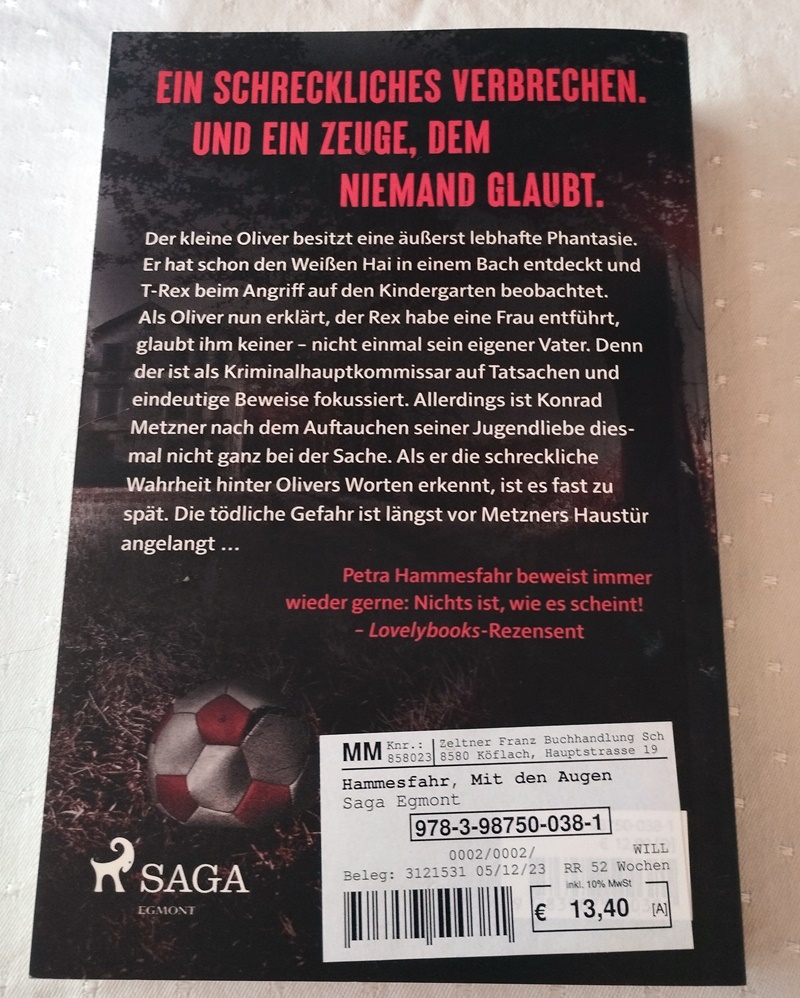 EIN SCHRECKLICHES VERBRECHEN.
UND EIN ZEUGE, DEM
NIEMAND GLAUBT.
Der kleine Oliver besitzt eine äußerst lebhafte Phantasie.
Er hat schon den Weißen Hai in einem Bach entdeckt und
T-Rex beim Angriff auf den Kindergarten beobachtet.
Als Oliver nun erklärt, der Rex habe eine Frau entführt,
glaubt ihm keiner – nicht einmal sein eigener Vater. Denn
der ist als Kriminalhauptkommissar auf Tatsachen und
eindeutige Beweise fokussiert. Allerdings ist Konrad
Metzner nach dem Auftauchen seiner Jugendliebe dies-
mal nicht ganz bei der Sache. Als er die schreckliche
Wahrheit hinter Olivers Worten erkennt, ist es fast zu
spät. Die tödliche Gefahr ist längst vor Metzners Haustür
angelangt ...
Petra Hammesfahr beweist immer
wieder gerne: Nichts ist, wie es scheint!
– Lovelybooks-Rezensent
SAGA
EGMONT
MM Knr.: Zeltner Franz Buchhandlung Sch
858023 8580 Köflach, Hauptstrasse 19
Hammesfahr, Mit den Augen
Saga Egmont
978-3-98750-038-1
0002/0002/ WILL
Beleg: 3121531 05/12/23 RR 52 Wochen
inkl. 10% MwSt
€ 13,40 [A]